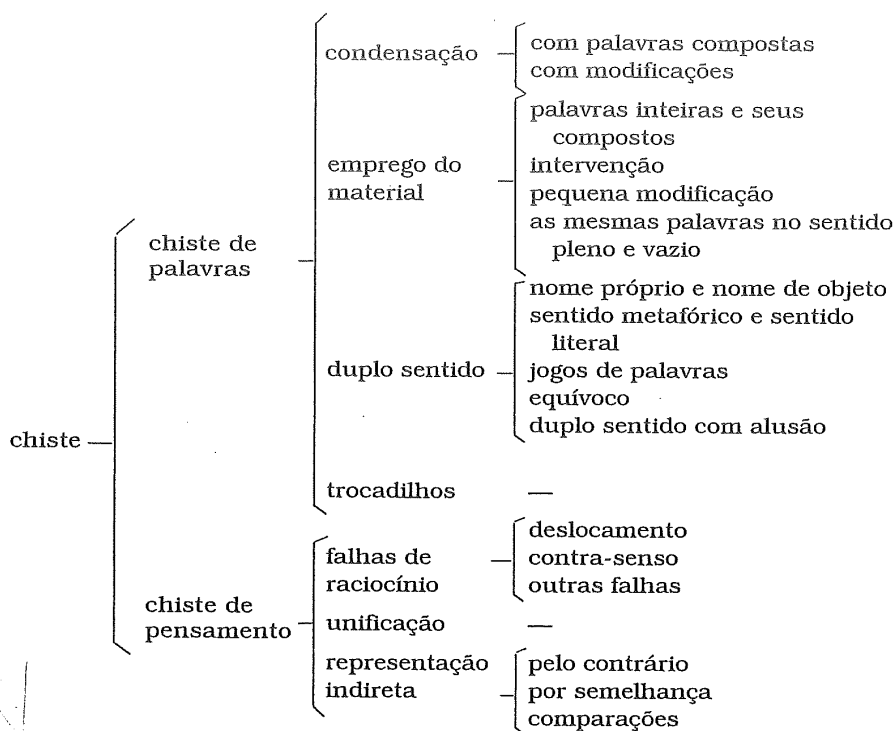 condensação — com palavras compostas
com modificações
palavras inteiras e seus
compostos
emprego do
material — intervenção
pequena modificação
as mesmas palavras no sentido
pleno e vazio
chiste de
palavras —
nome próprio e nome de objeto
sentido metafórico e sentido
literal
duplo sentido — jogos de palavras
equívoco
duplo sentido com alusão
chiste —
trocadilhos —
falhas de
raciocínio — deslocamento
contra-senso
outras falhas
chiste de
pensamento — unificação —
representação
indireta — pelo contrário
por semelhança
comparações